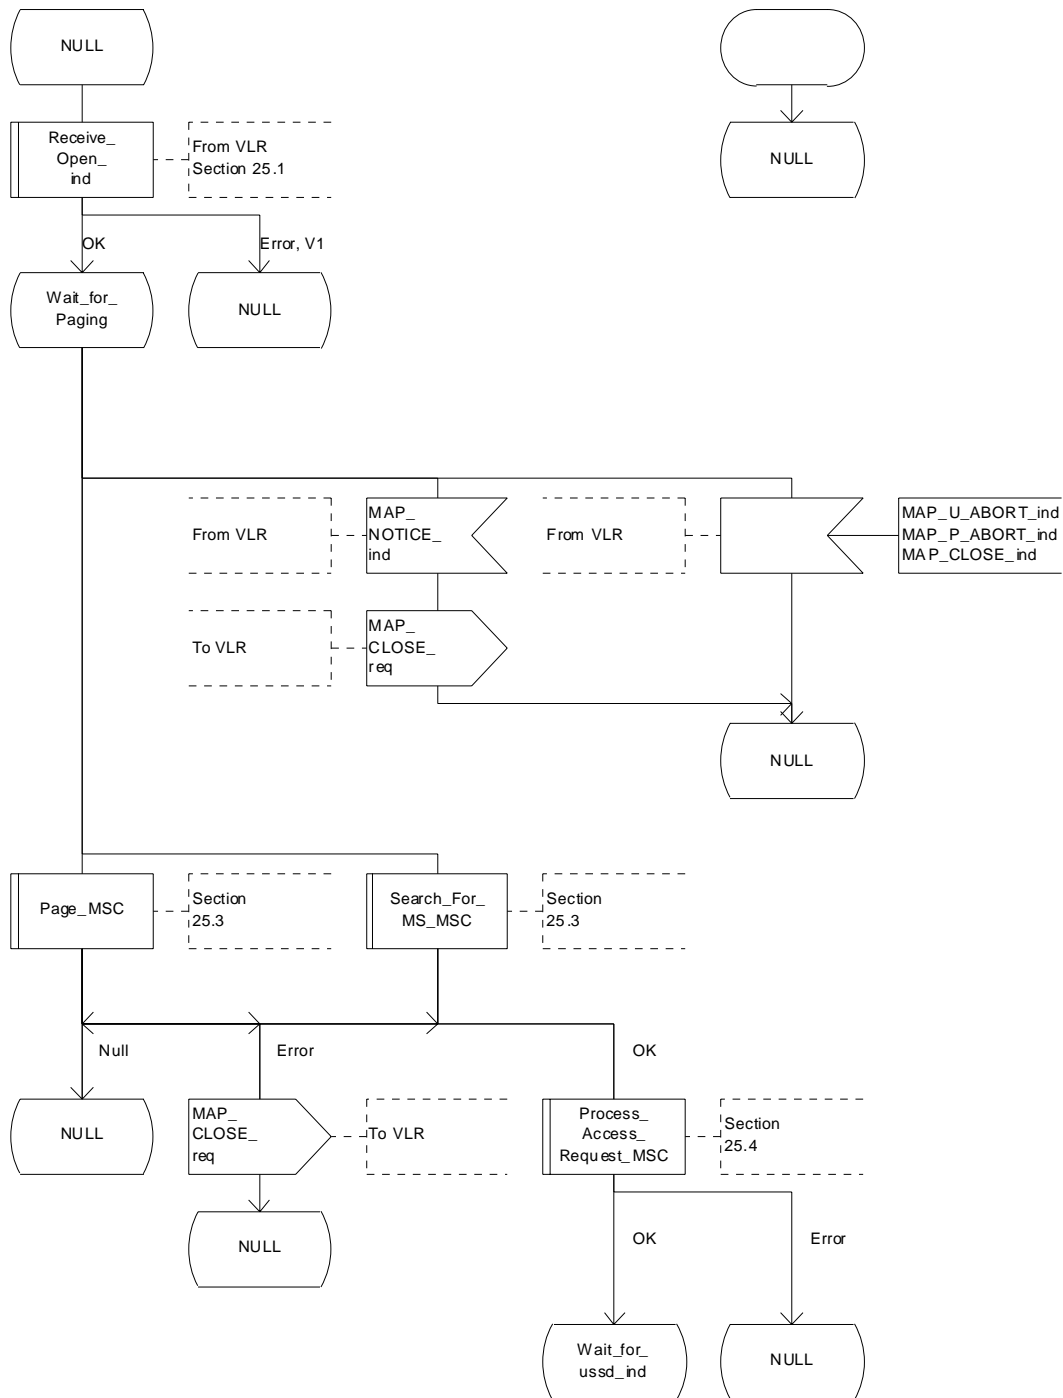 NULL
Receive_
Open_
ind
From VLR
Section 25.1
NULL
OK
Error, V1
Wait_for_
Paging
NULL
From VLR
MAP_
NOTICE_
ind
From VLR
MAP_U_ABORT_ind
MAP_P_ABORT_ind
MAP_CLOSE_ind
To VLR
MAP_
CLOSE_
req
NULL
Page_MSC
Section
25.3
Search_For_
MS_MSC
Section
25.3
Null
Error
OK
NULL
MAP_
CLOSE_
req
To VLR
Process_
Access_
Request_MSC
Section
25.4
NULL
OK
Error
Wait_for_
ussd_ind
NULL